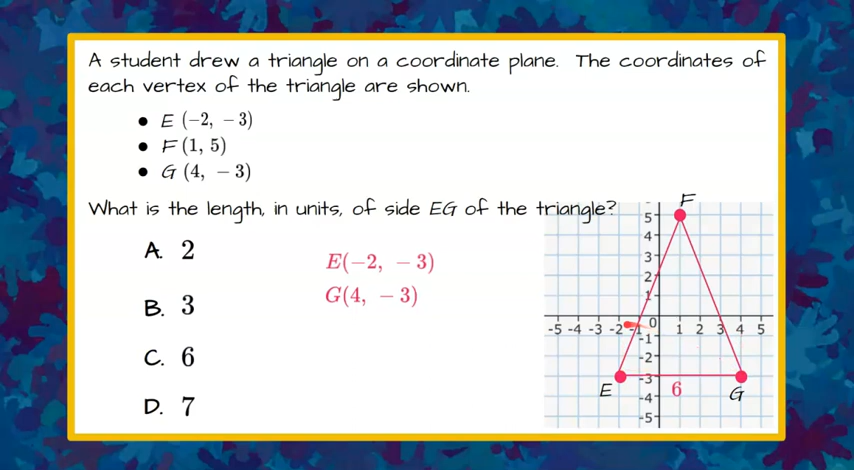 A student drew a triangle on a coordinate plane. The coordinates of
each vertex of the triangle are shown.
• E (−2, −3)
• F (1, 5)
• G (4, −3)
What is the length, in units, of side EG of the triangle?
A. 2
B. 3
C. 6
D. 7
E(−2, −3)
G(4, −3)
F
5
4
3
2
1
-5 -4 -3 -2 -1 0 1 2 3 4 5
-1
-2
-3
-4
-5
E
6
G